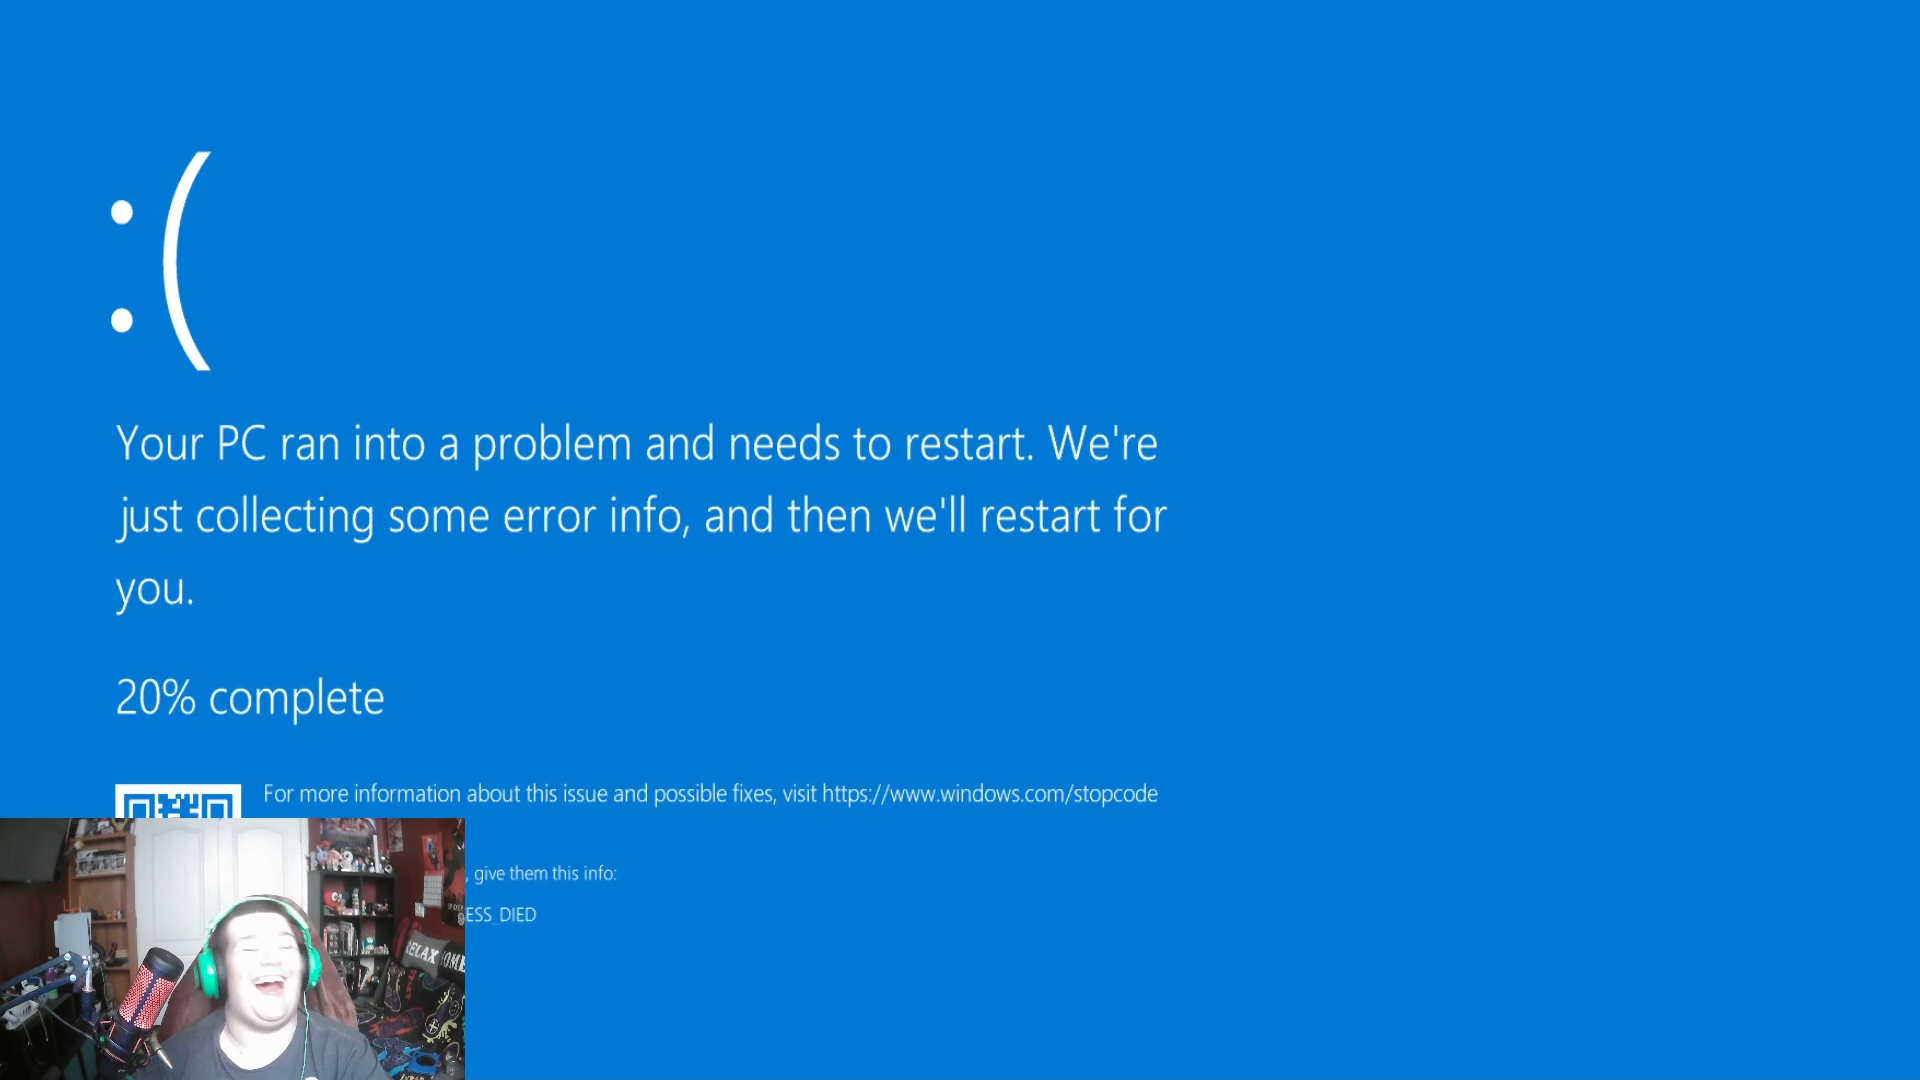 :(
Your PC ran into a problem and needs to restart. We're
just collecting some error info, and then we'll restart for
you.
20% complete
For more information about this issue and possible fixes, visit https://www.windows.com/stopcode
, give them this info:
ESS_DIED
RELAX